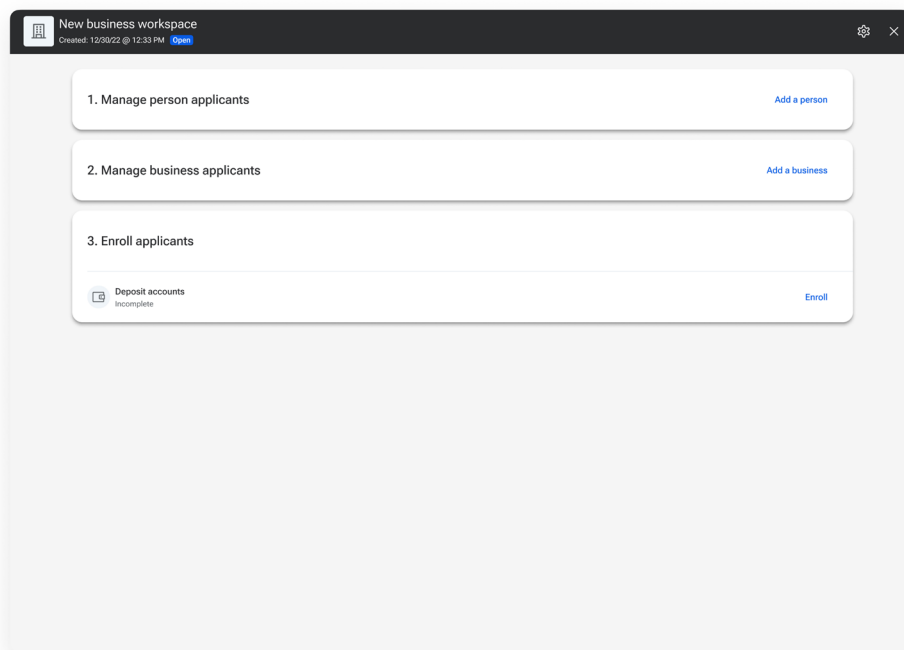 New business workspace
Created: 12/30/22 @ 12:33 PM Open
1. Manage person applicants
Add a person
2. Manage business applicants
Add a business
3. Enroll applicants
Deposit accounts
Incomplete
Enroll